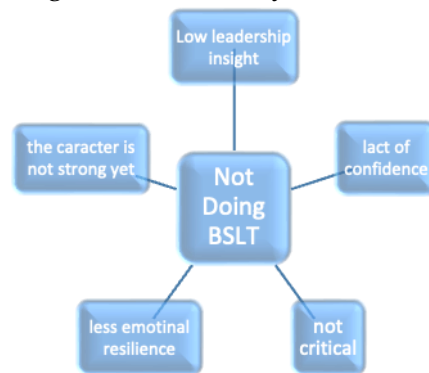 Low leadership
insight
the caracter is
not strong yet
Not
Doing
BSLT
lact of
confidence
less emotinal
resilience
not
critical